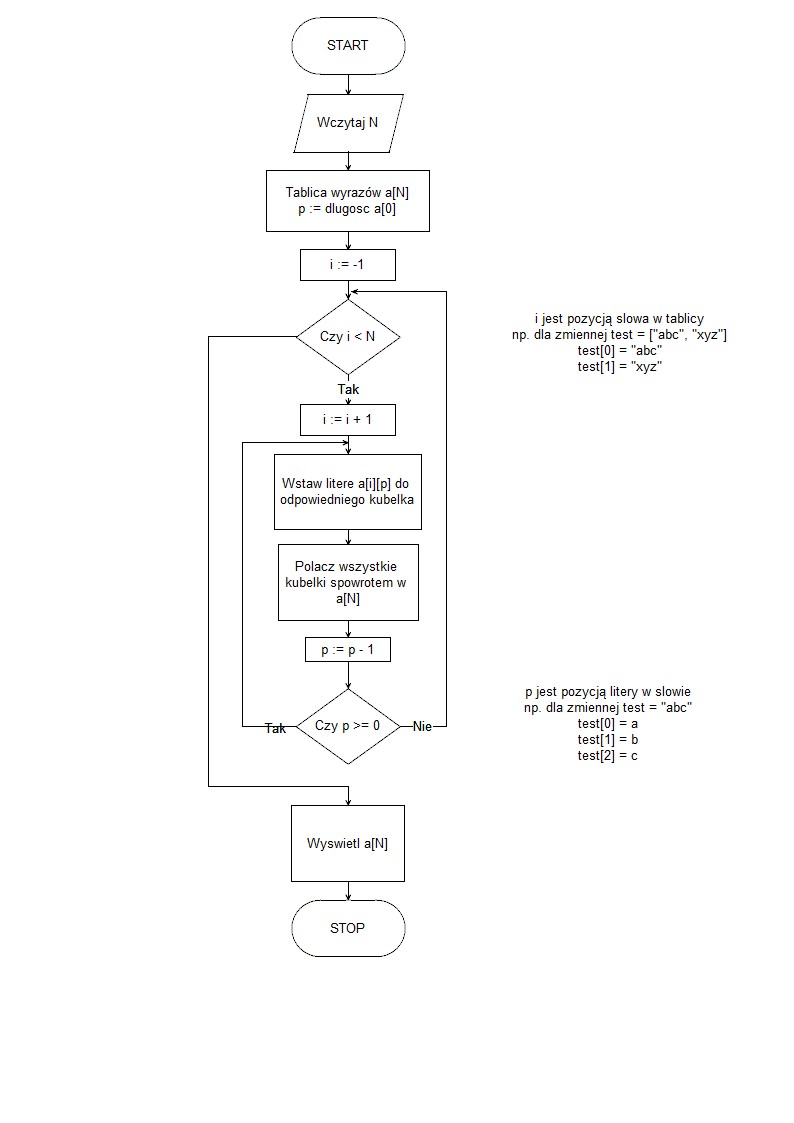 START
Wczytaj N
Tablica wyrazów a[N]
p := dlugosc a[0]
i := -1
Czy i < N
i jest pozycją slowa w tablicy
np. dla zmiennej test = ["abc", "xyz"]
test[0] = "abc"
test[1] = "xyz"
Tak
i := i + 1
Wstaw litere a[i][p] do
odpowiedniego kubelka
Polacz wszystkie
kubelki spowrotem w
a[N]
p := p - 1
Czy p >= 0
Tak
Nie
p jest pozycją litery w slowie
np. dla zmiennej test = "abc"
test[0] = a
test[1] = b
test[2] = c
Wyswietl a[N]
STOP